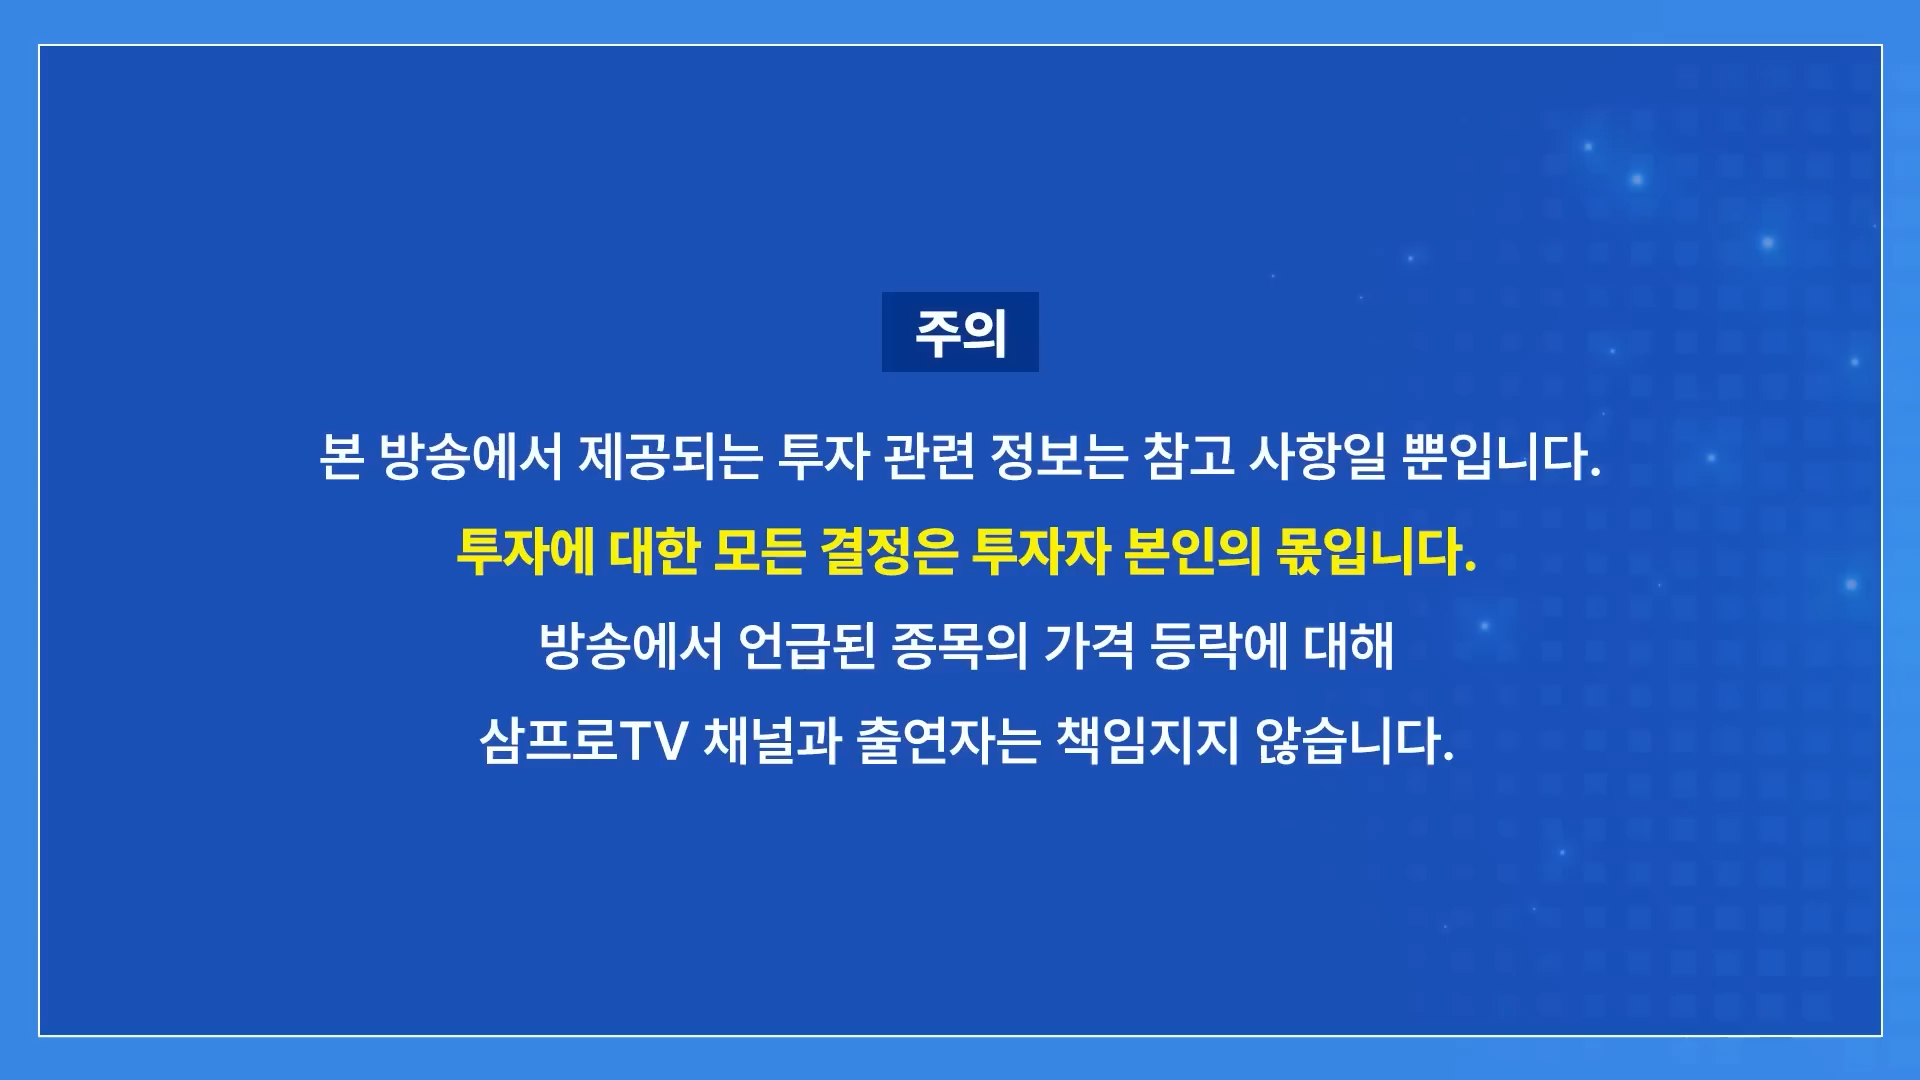 주의
본 방송에서 제공되는 투자 관련 정보는 참고 사항일 뿐입니다.
투자에 대한 모든 결정은 투자자 본인의 몫입니다.
방송에서 언급된 종목의 가격 등락에 대해
삼프로TV 채널과 출연자는 책임지지 않습니다.